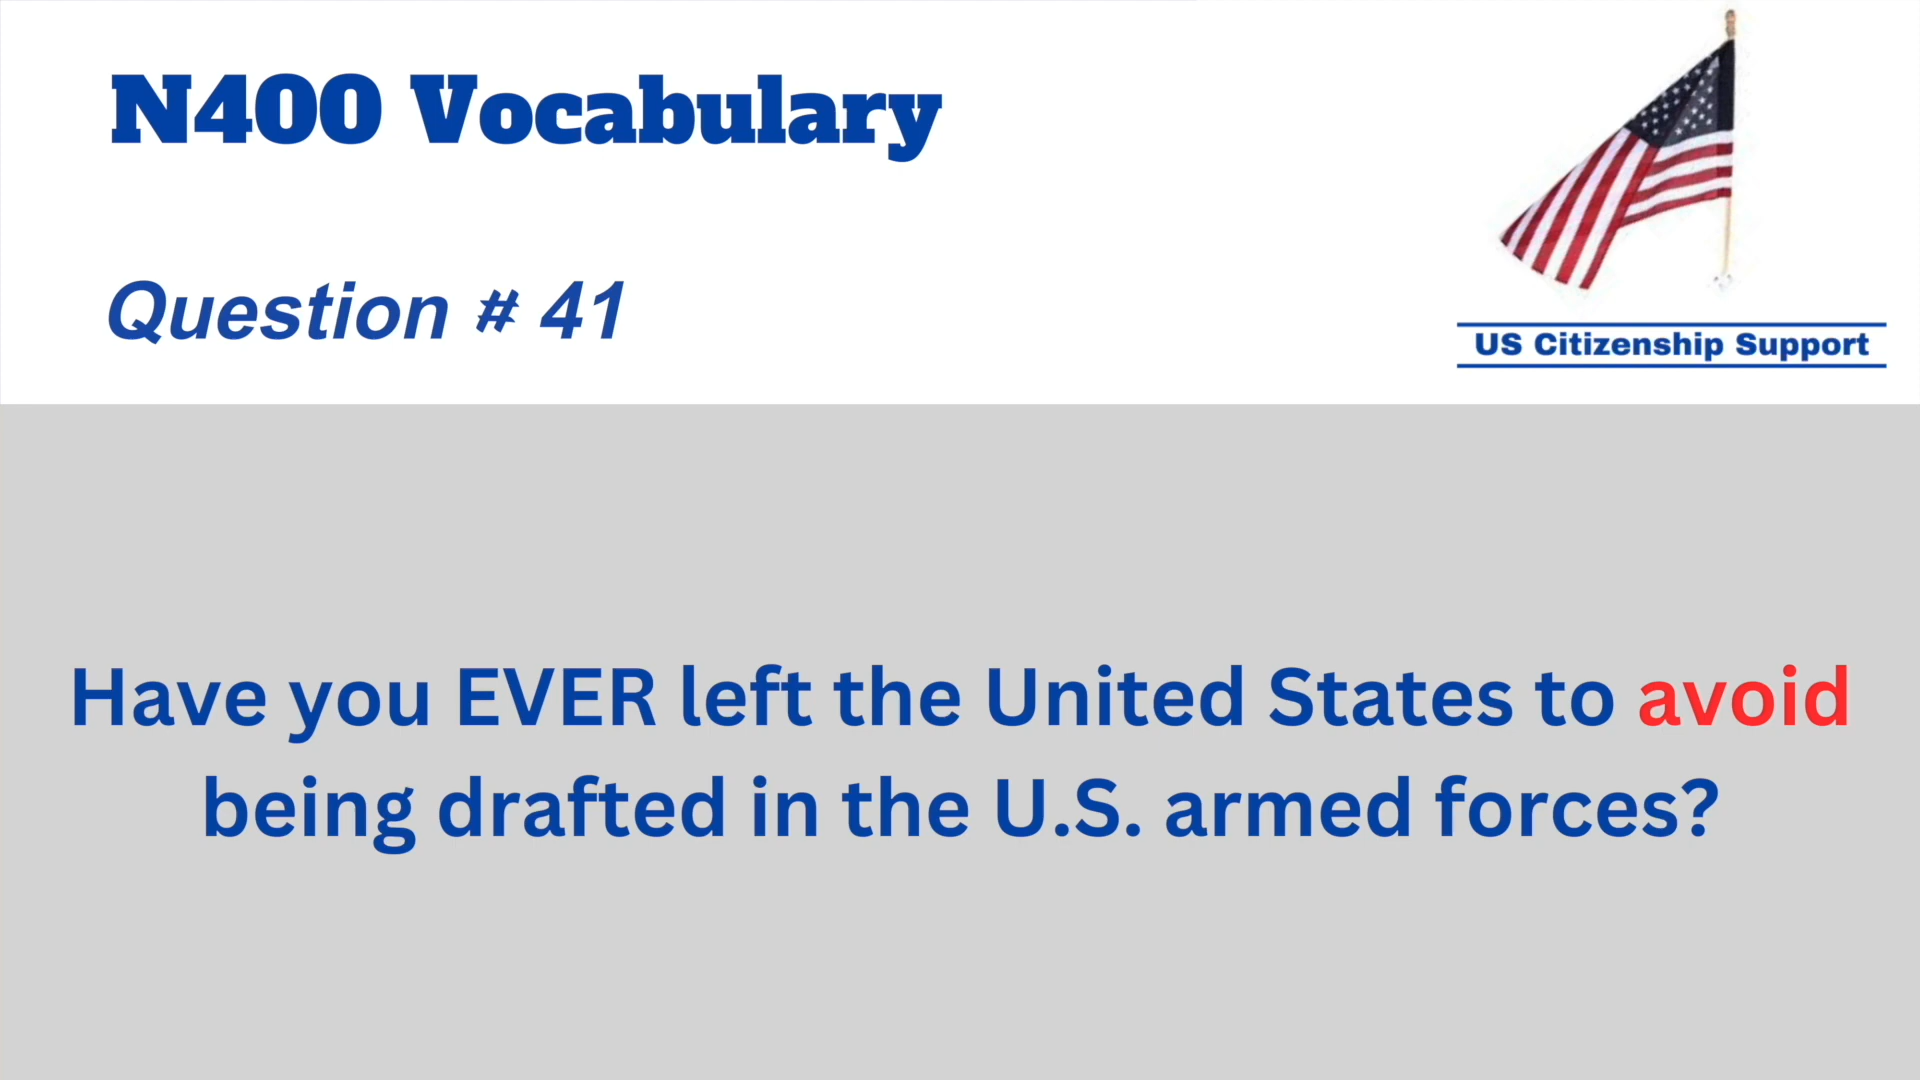 N400 Vocabulary
Question # 41
US Citizenship Support
Have you EVER left the United States to avoid
being drafted in the U.S. armed forces?